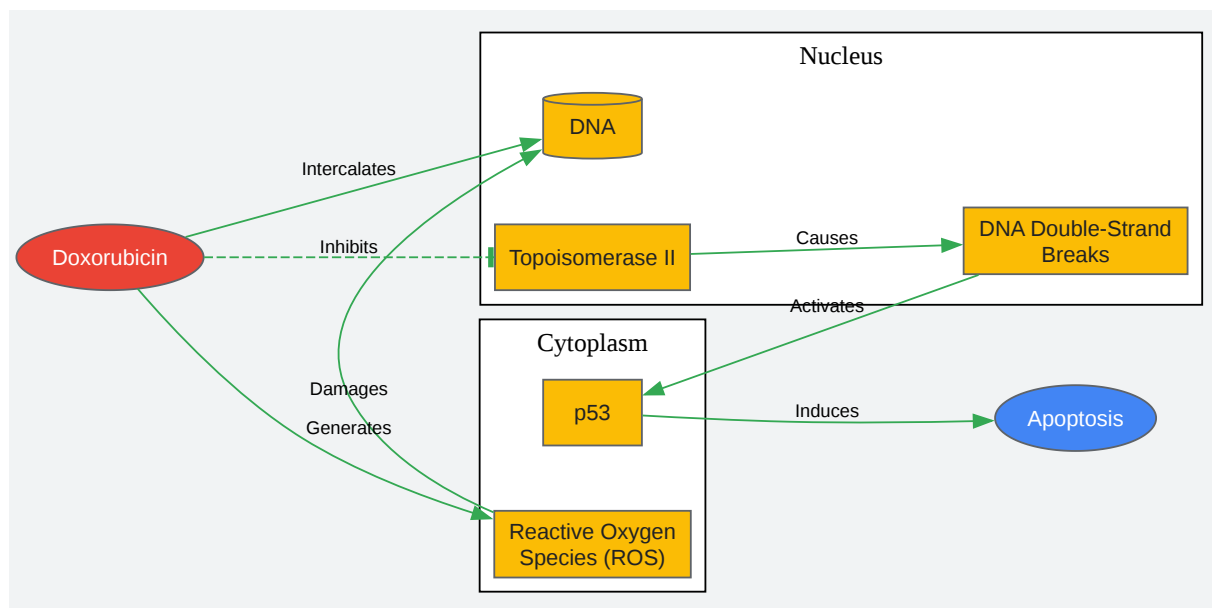 Nucleus
DNA
Intercalates
DNA Double-Strand
Breaks
Causes
Inhibits
Doxorubicin
Topoisomerase II
Activates
Cytoplasm
Damages
p53
Induces
Apoptosis
Generates
Reactive Oxygen
Species (ROS)